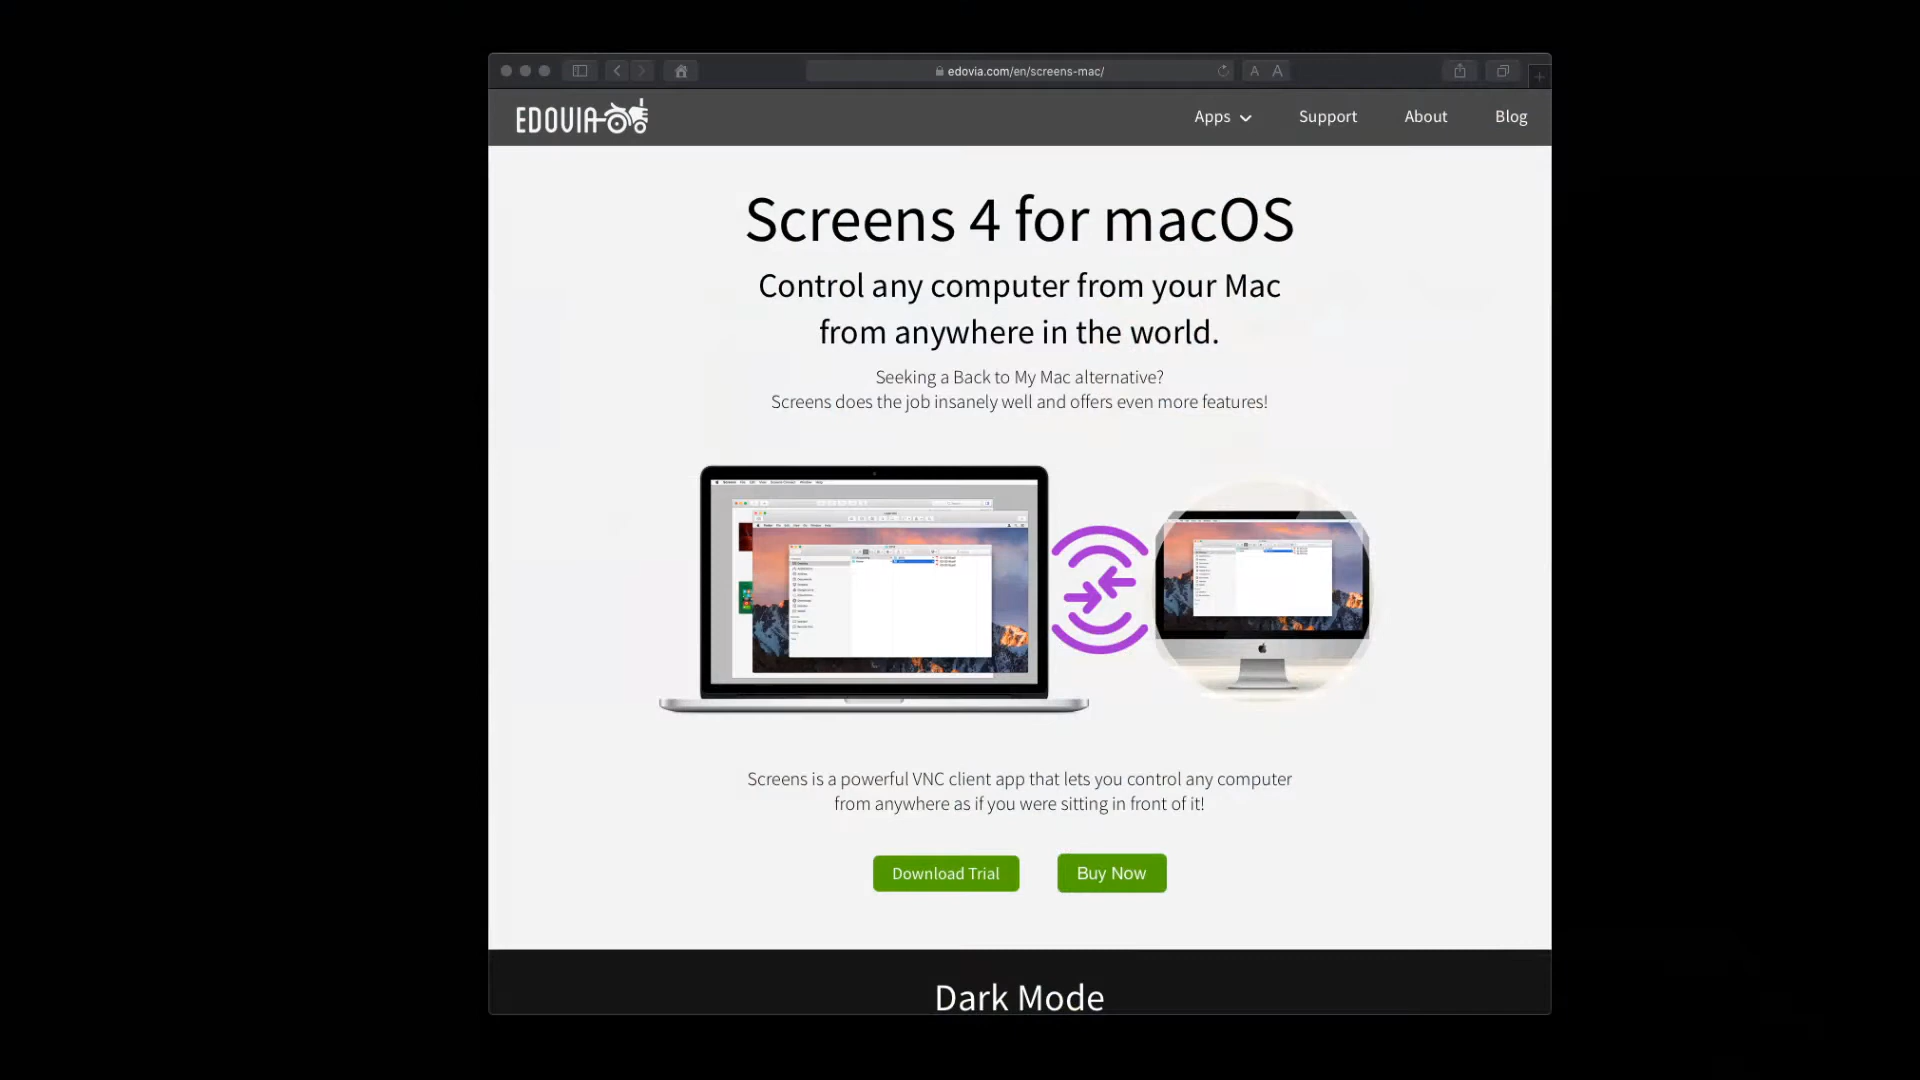 edovia.com/en/screens-mac/
A A
EDOVIA
Apps Support About Blog
Screens 4 for macOS
Control any computer from your Mac
from anywhere in the world.
Seeking a Back to My Mac alternative?
Screens does the job insanely well and offers even more features!
Screens is a powerful VNC client app that lets you control any computer
from anywhere as if you were sitting in front of it!
Download Trial Buy Now
Dark Mode